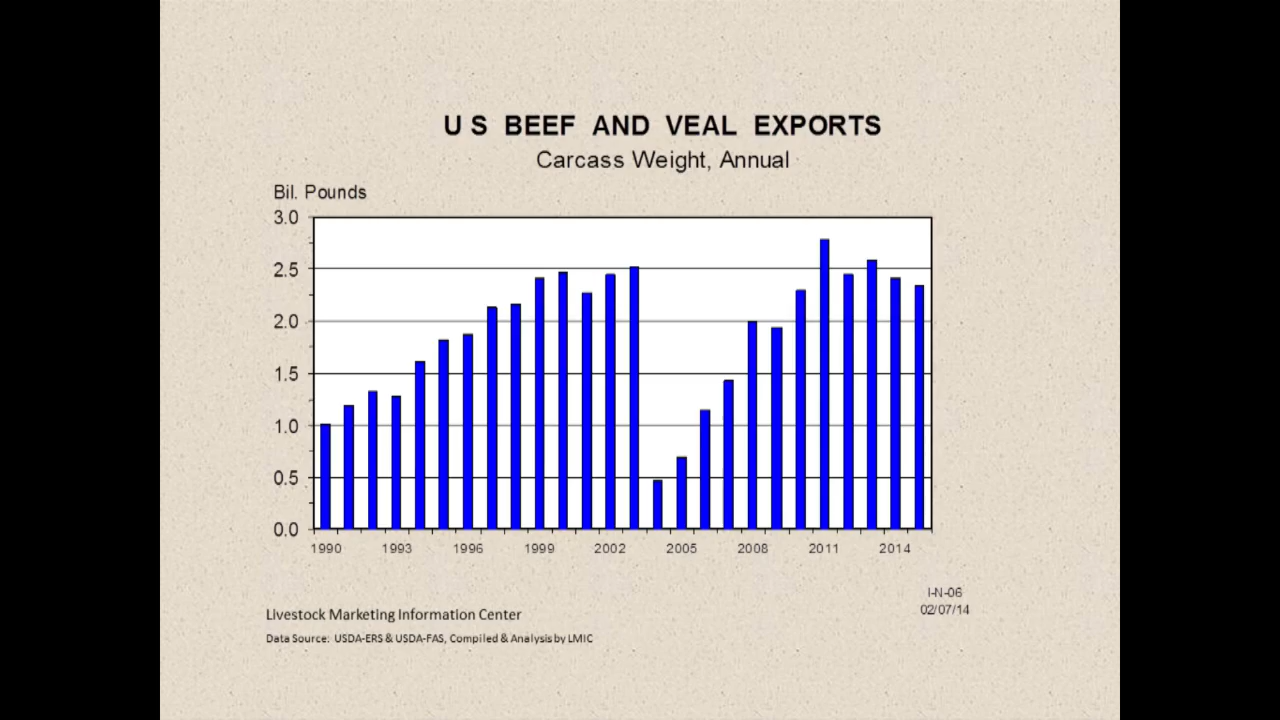 U S BEEF AND VEAL EXPORTS
Carcass Weight, Annual
Bil. Pounds
3.0
2.5
2.0
1.5
1.0
0.5
0.0
1990 1993 1996 1999 2002 2005 2008 2011 2014
I-N-06
02/07/14
Livestock Marketing Information Center
Data Source: USDA-ERS & USDA-FAS, Compiled & Analysis by LMIC